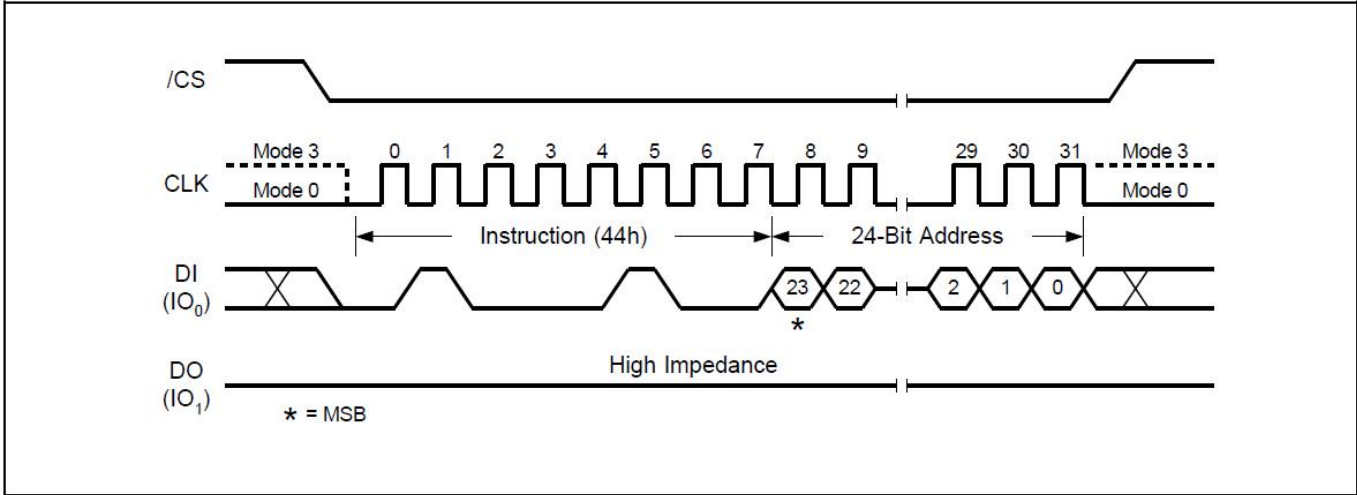 /CS
Mode 3 0 1 2 3 4 5 6 7 8 9 29 30 31 Mode 3
CLK
Mode 0 Mode 0
Instruction (44h) 24-Bit Address
DI
(IO0)
23 22 2 1 0
*
High Impedance
DO
(IO1)
* = MSB